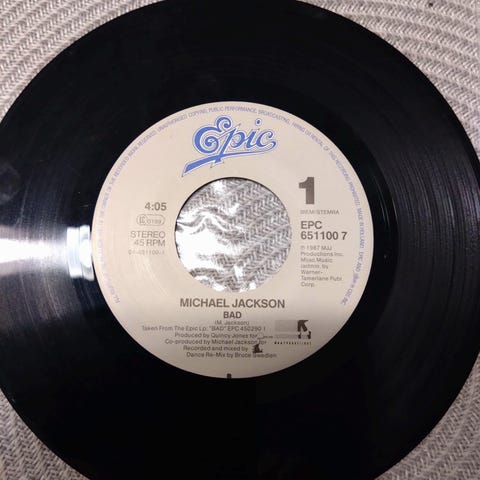 Epic
1
4:05
STEREO
45 RPM
BIEM/STEMRA
EPC
651100 7
℗ 1987 MJJ
Productions Inc.
Mijac Music
(admin. by
Warner-
Tamerlane Publ
Corp.
MICHAEL JACKSON
BAD
(M. Jackson)
Taken From The Epic Lp: "BAD" EPC 450290 1
Produced by Quincy Jones for
Co-produced by Michael Jackson for
Recorded and mixed by
Dance Re-Mix by Bruce Swedien